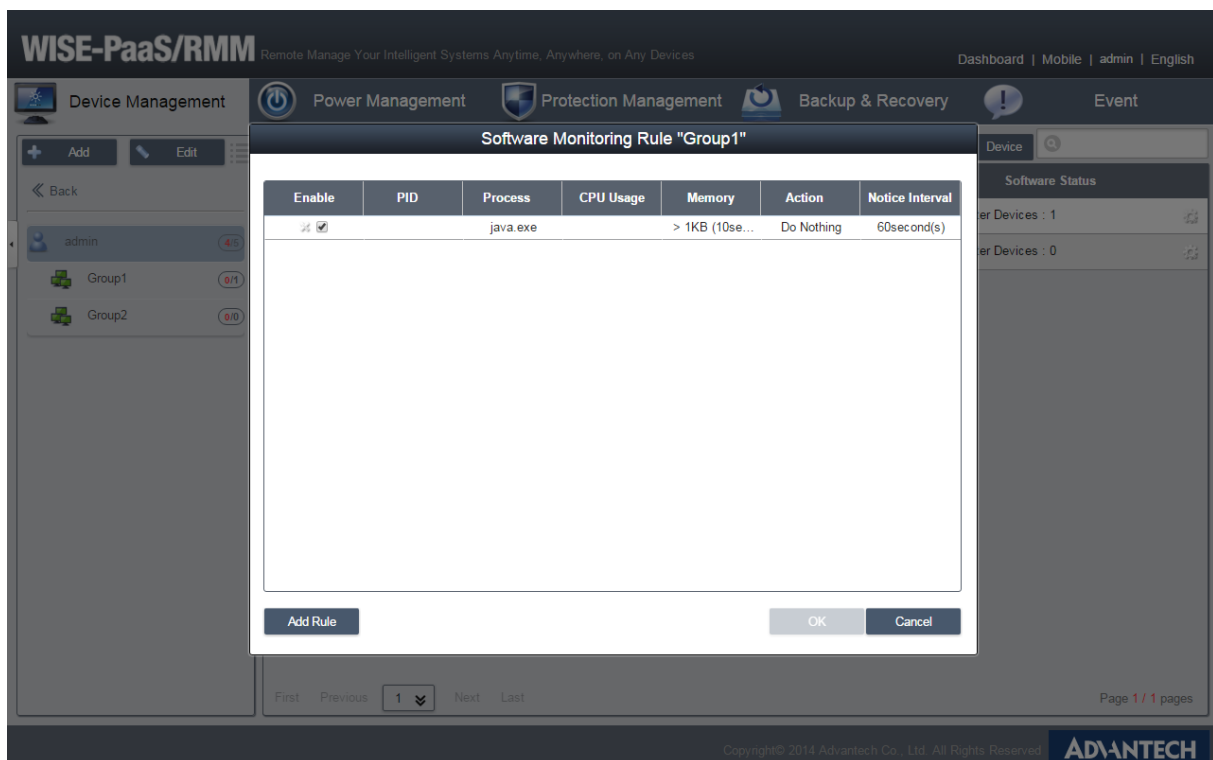 WISE-PaaS/RMM Remote Manage Your Intelligent Systems Anytime, Anywhere, on Any Devices
Dashboard | Mobile | admin | English
Device Management Power Management Protection Management Backup & Recovery Event
Software Monitoring Rule "Group1"
Add Edit Device
Back
Software Status
Enable PID Process CPU Usage Memory Action Notice Interval
java.exe > 1KB (10se... Do Nothing 60second(s)
er Devices : 1
admin 4/5
er Devices : 0
Group1 0/1
Group2 0/0
Add Rule OK Cancel
First Previous 1 Next Last Page 1 / 1 pages
Copyright© 2014 Advantech Co., Ltd. All Rights Reserved ADVANTECH